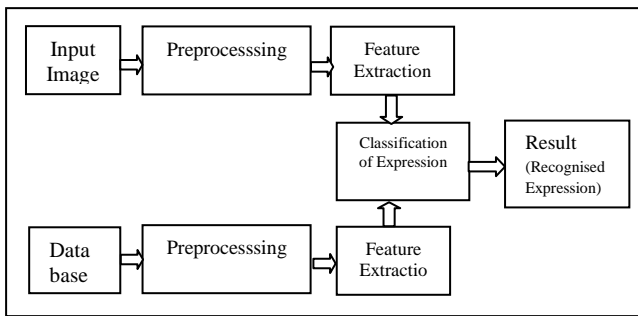 Input
Image
Preprocesssing
Feature
Extraction
Classification
of Expression
Result
(Recognised
Expression)
Data
base
Preprocesssing
Feature
Extractio